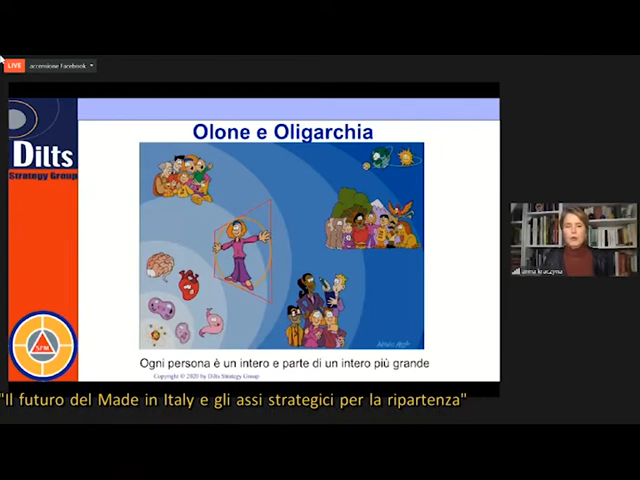 LIVE
accensione Facebook
Olone e Oligarchia
Dilts
Strategy Group
SFM
Ogni persona è un intero e parte di un intero più grande
Copyright © 2020 by Dilts Strategy Group
"Il futuro del Made in Italy e gli assi strategici per la ripartenza"